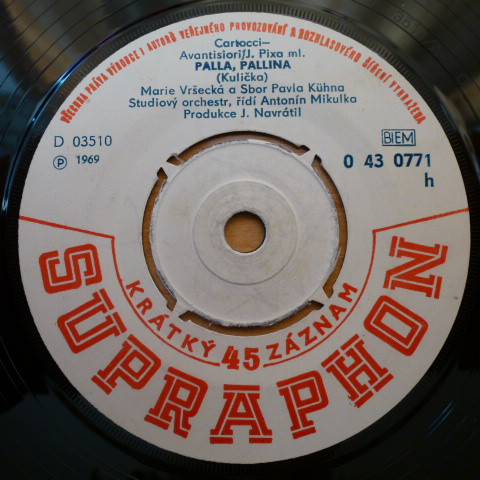 VŠECHNA PRÁVA VÝROBCE I AUTORŮ VEŘEJNÉHO PROVOZOVÁNÍ A ROZHLASOVÉHO ŠÍŘENÍ VYHRAŽENA
Cartocci–
Avantisiori/J. Pixa ml.
PALLA, PALLINA
(Kulička)
Marie Vršecká a Sbor Pavla Kühna
Studiový orchestr, řídí Antonín Mikulka
Produkce J. Navrátil
D 03510
BIEM
Ⓟ 1969
0 43 0771
h
KRÁTKÝ 45 ZÁZNAM
SUPRAPHON